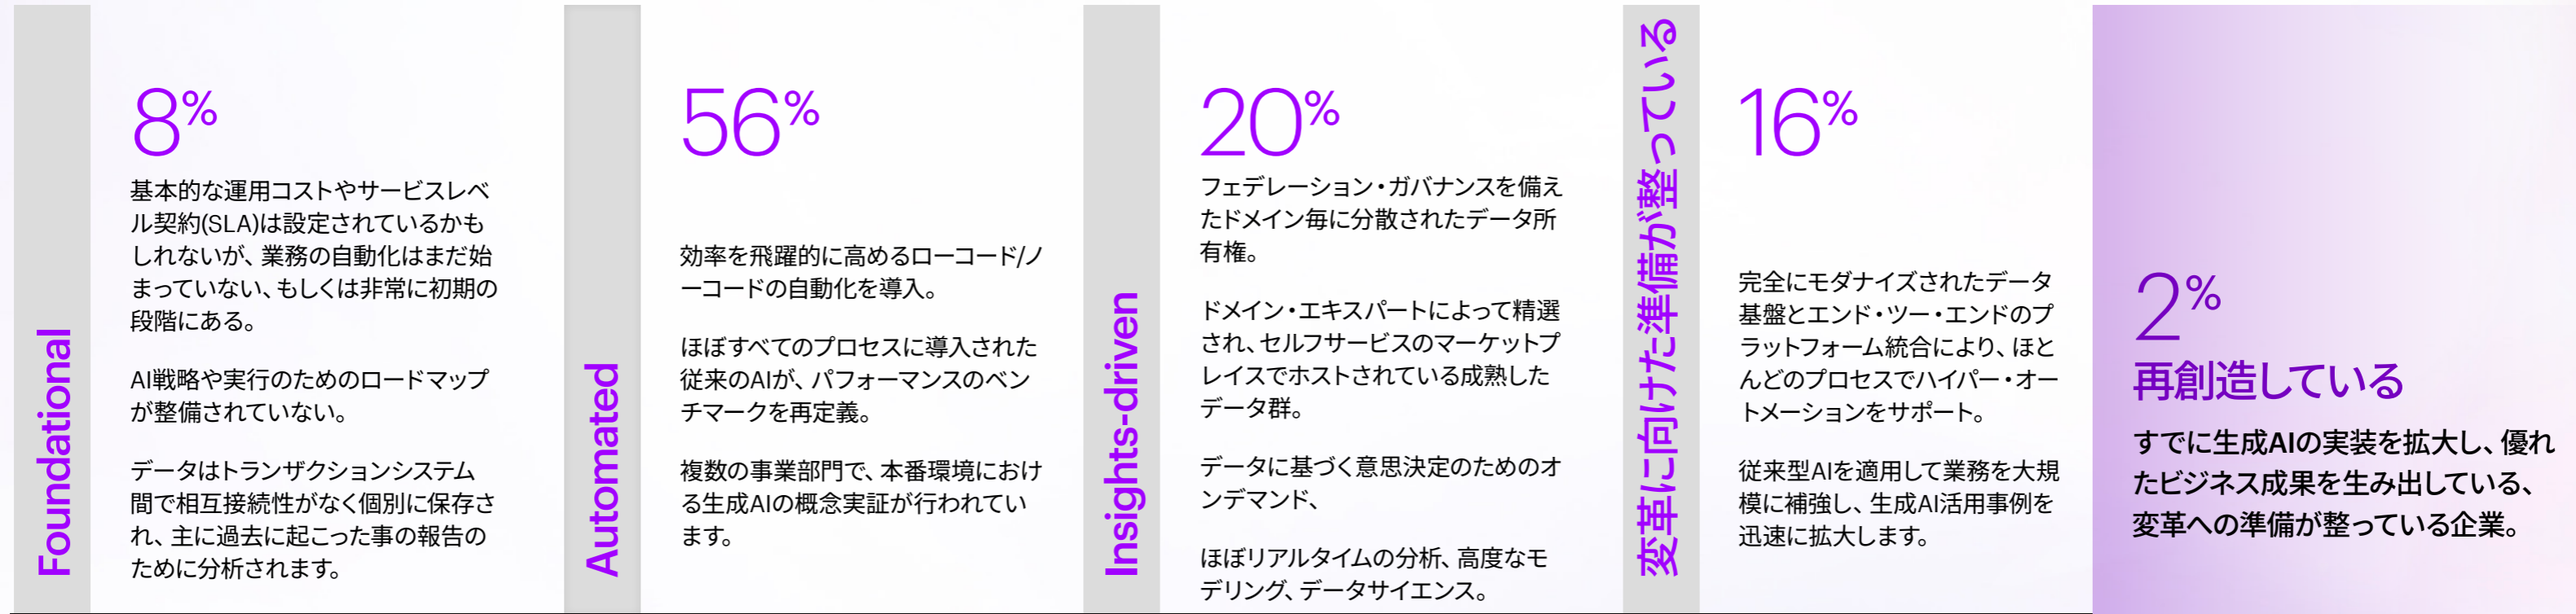 Foundational
8%
基本的な運用コストやサービスレベ
ル契約(SLA)は設定されているかも
しれないが、業務の自動化はまだ始
まっていない、もしくは非常に初期の
段階にある。
AI戦略や実行のためのロードマップ
が整備されていない。
データはトランザクションシステム
間で相互接続性がなく個別に保存さ
れ、主に過去に起こった事の報告の
ために分析されます。
Automated
56%
効率を飛躍的に高めるローコード/ノ
ーコードの自動化を導入。
ほぼすべてのプロセスに導入された
従来のAIが、パフォーマンスのベン
チマークを再定義。
複数の事業部門で、本番環境におけ
る生成AIの概念実証が行われてい
ます。
Insights-driven
20%
フェデレーション・ガバナンスを備え
たドメイン毎に分散されたデータ所
有権。
ドメイン・エキスパートによって精選
され、セルフサービスのマーケットプ
レイスでホストされている成熟した
データ群。
データに基づく意思決定のためのオ
ンデマンド、
ほぼリアルタイムの分析、高度なモ
デリング、データサイエンス。
変革に向けた準備が整っている
16%
完全にモダナイズされたデータ
基盤とエンド・ツー・エンドのプ
ラットフォーム統合により、ほと
んどのプロセスでハイパー・オー
トメーションをサポート。
従来型AIを適用して業務を大規
模に補強し、生成AI活用事例を
迅速に拡大します。
2%
再創造している
すでに生成AIの実装を拡大し、優れ
たビジネス成果を生み出している、
変革への準備が整っている企業。